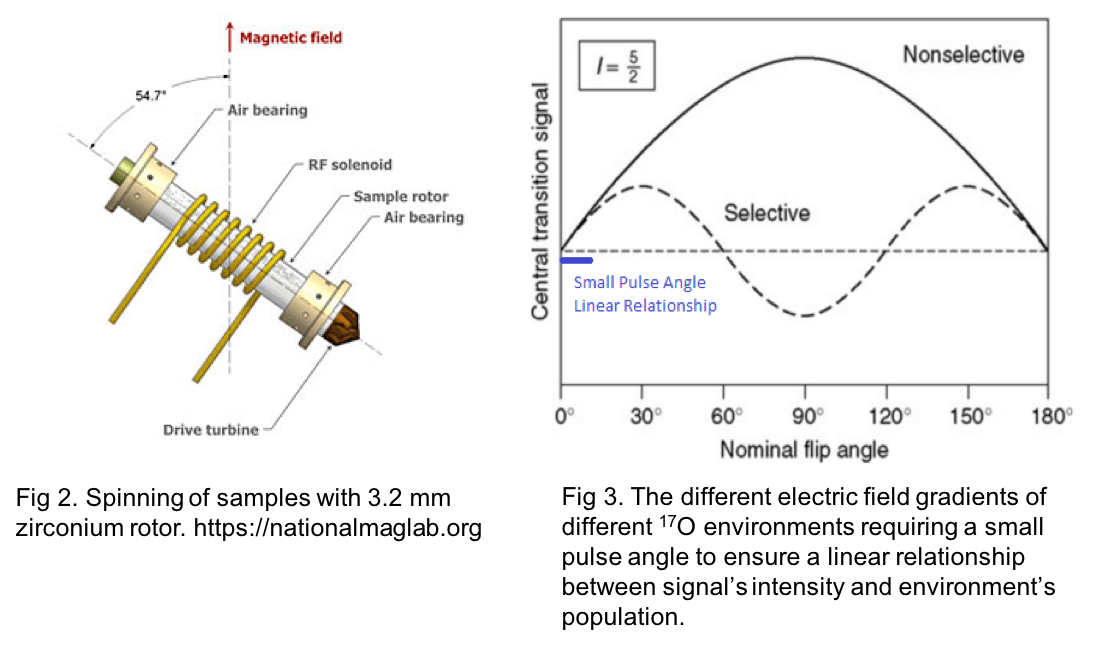 Magnetic field
54.7°
Air bearing
RF solenoid
Sample rotor
Air bearing
Drive turbine
Fig 2. Spinning of samples with 3.2 mm
zirconium rotor. https://nationalmaglab.org
I = 5/2
Nonselective
Selective
Small Pulse Angle
Linear Relationship
Central transition signal
0° 30° 60° 90° 120° 150° 180°
Nominal flip angle
Fig 3. The different electric field gradients of
different ¹⁷O environments requiring a small
pulse angle to ensure a linear relationship
between signal's intensity and environment's
population.